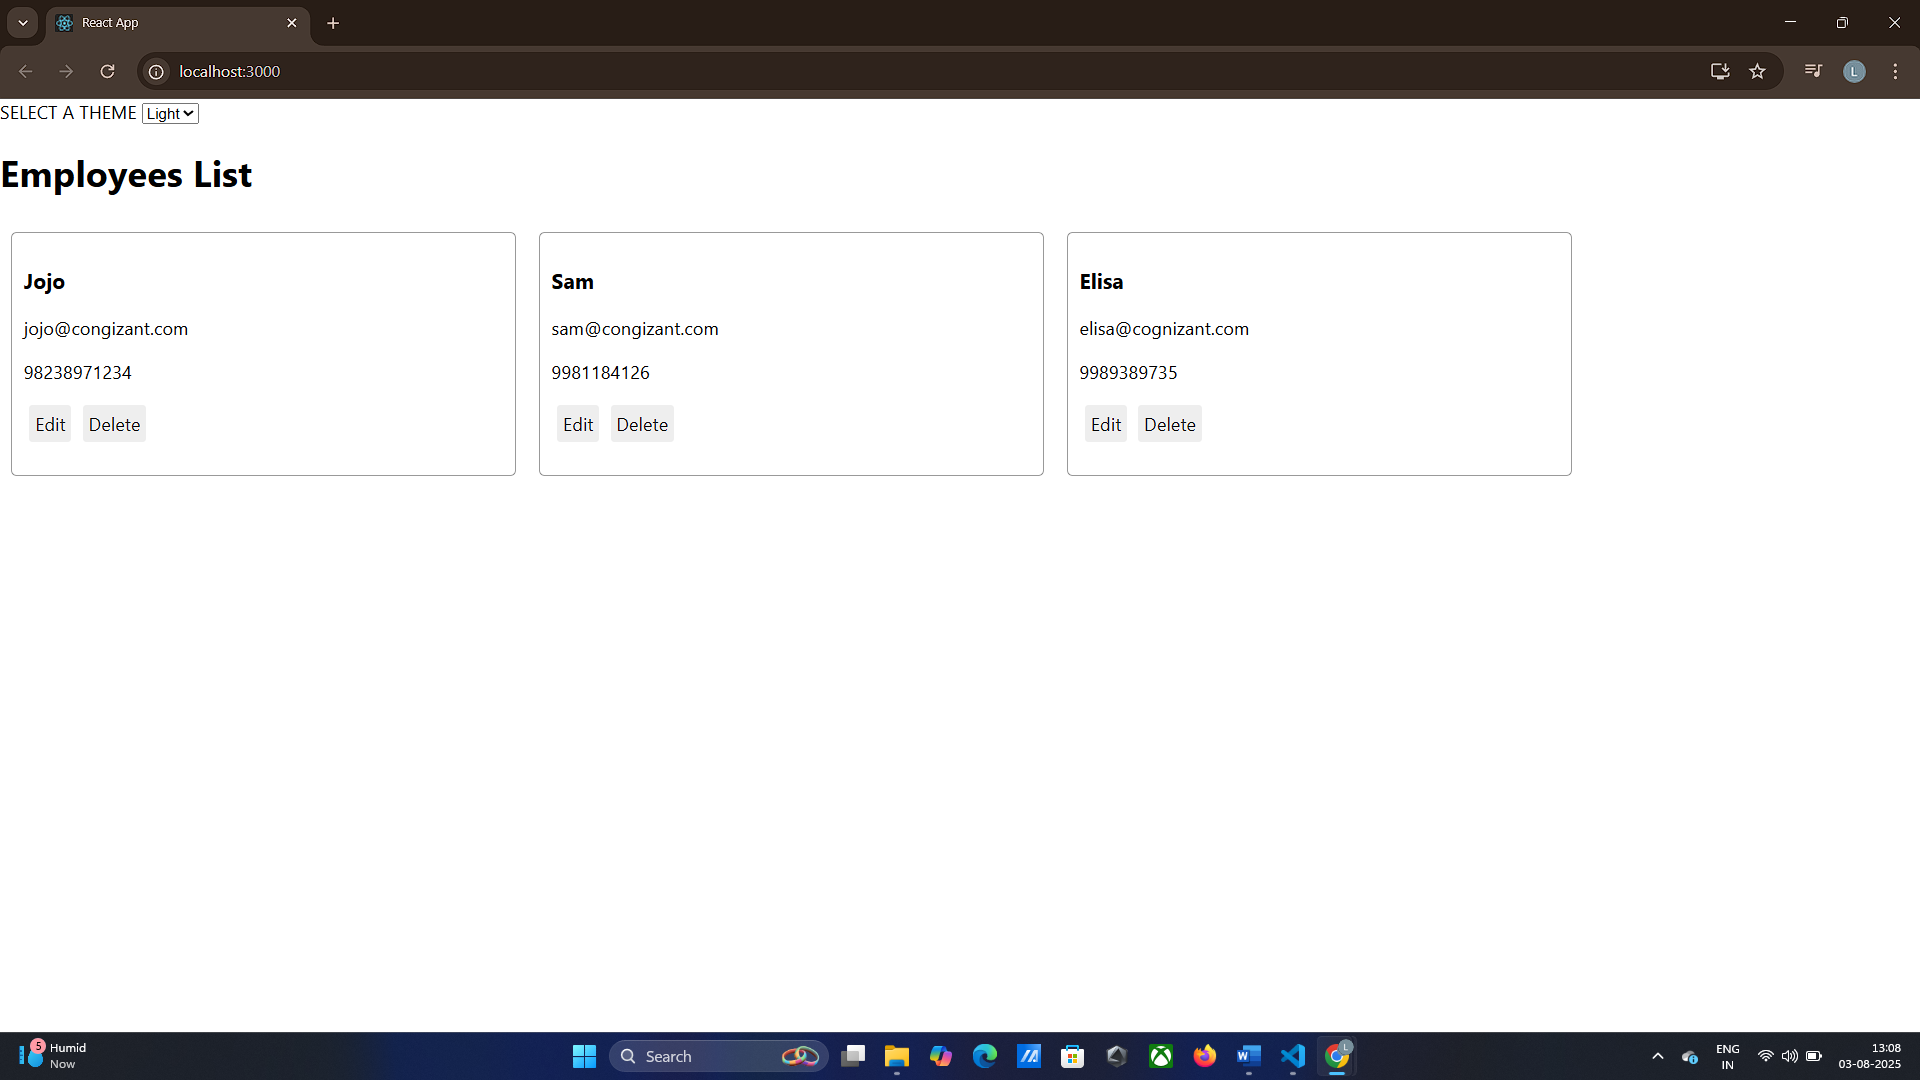 React App
localhost:3000
L
SELECT A THEME Light
Employees List
Jojo
jojo@congizant.com
98238971234
Edit Delete
Sam
sam@congizant.com
9981184126
Edit Delete
Elisa
elisa@cognizant.com
9989389735
Edit Delete
5
Humid
Now
Search
W
L
ENG
IN
13:08
03-08-2025